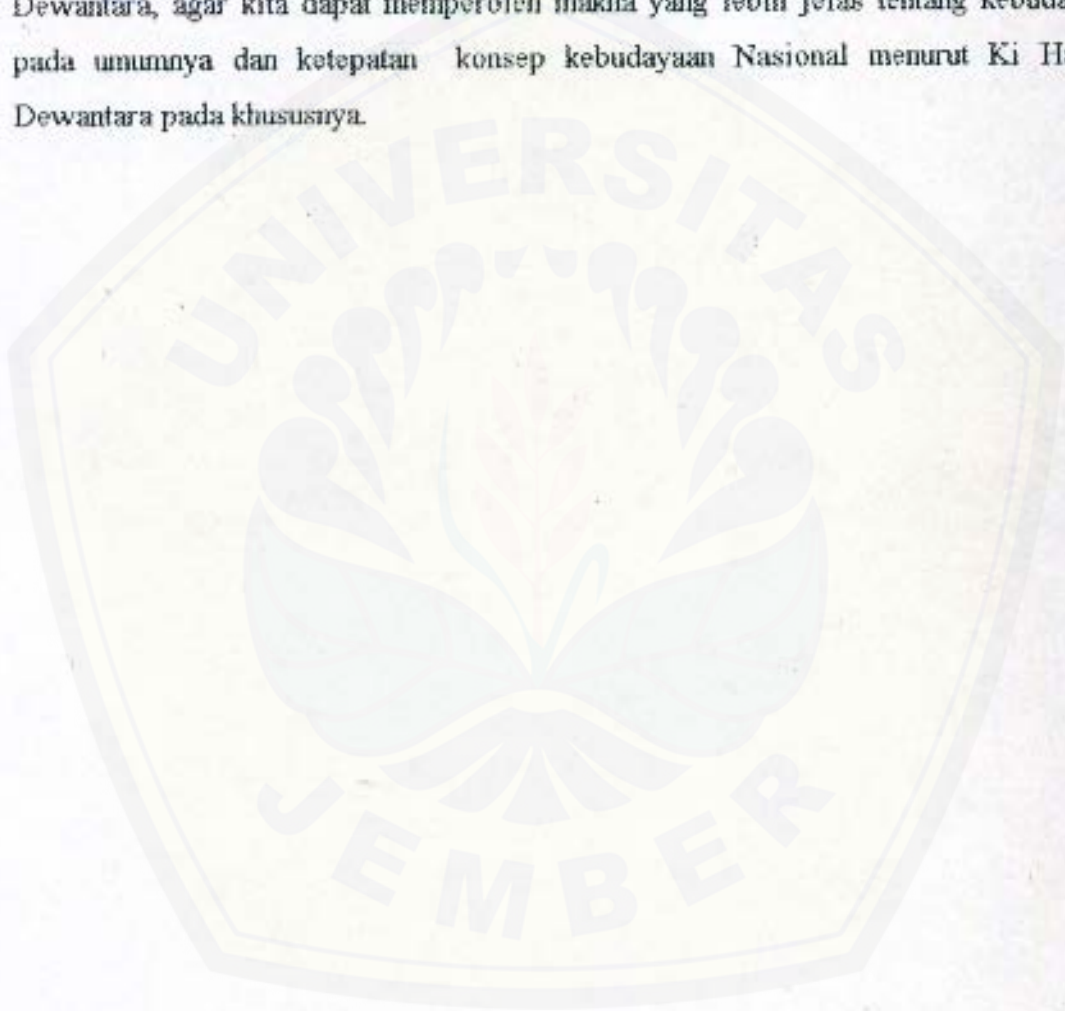 Dewantara, agar kita dapat memperoleh makna yang lebih jelas tentang
pada umumnya dan ketepatan konsep kebudayaan Nasional menurut Ki
Dewantara pada khususnya.
UNIVERSITAS
JEMBER